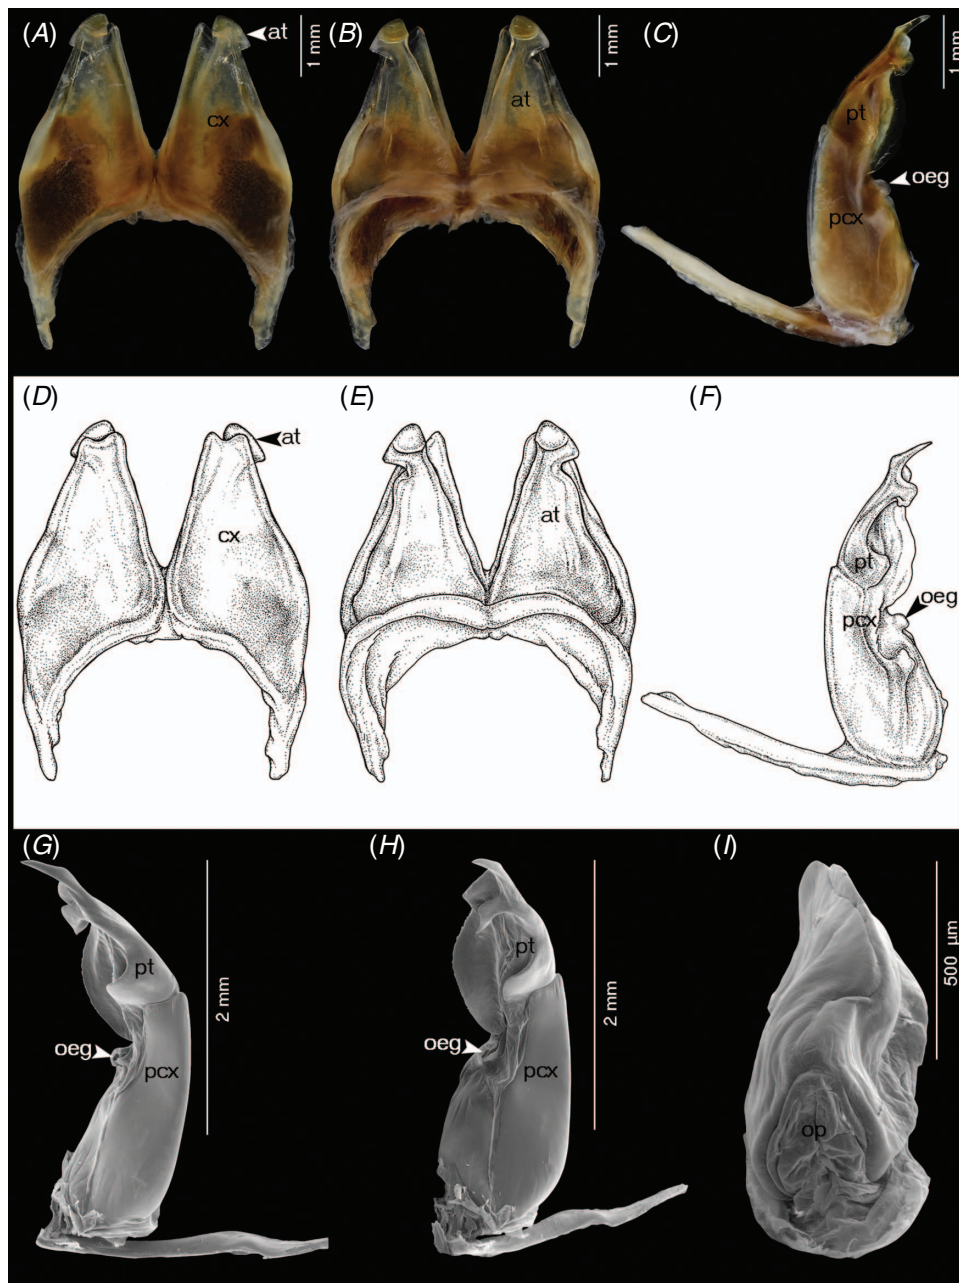 (A)
at
1 mm
(B)
1 mm
(C)
1 mm
cx
at
pt
oeg
pcx
(D)
at
(E)
(F)
cx
at
pt
oeg
pcx
(G)
2 mm
(H)
2 mm
(I)
500 µm
pt
oeg
pcx
pt
oeg
pcx
op